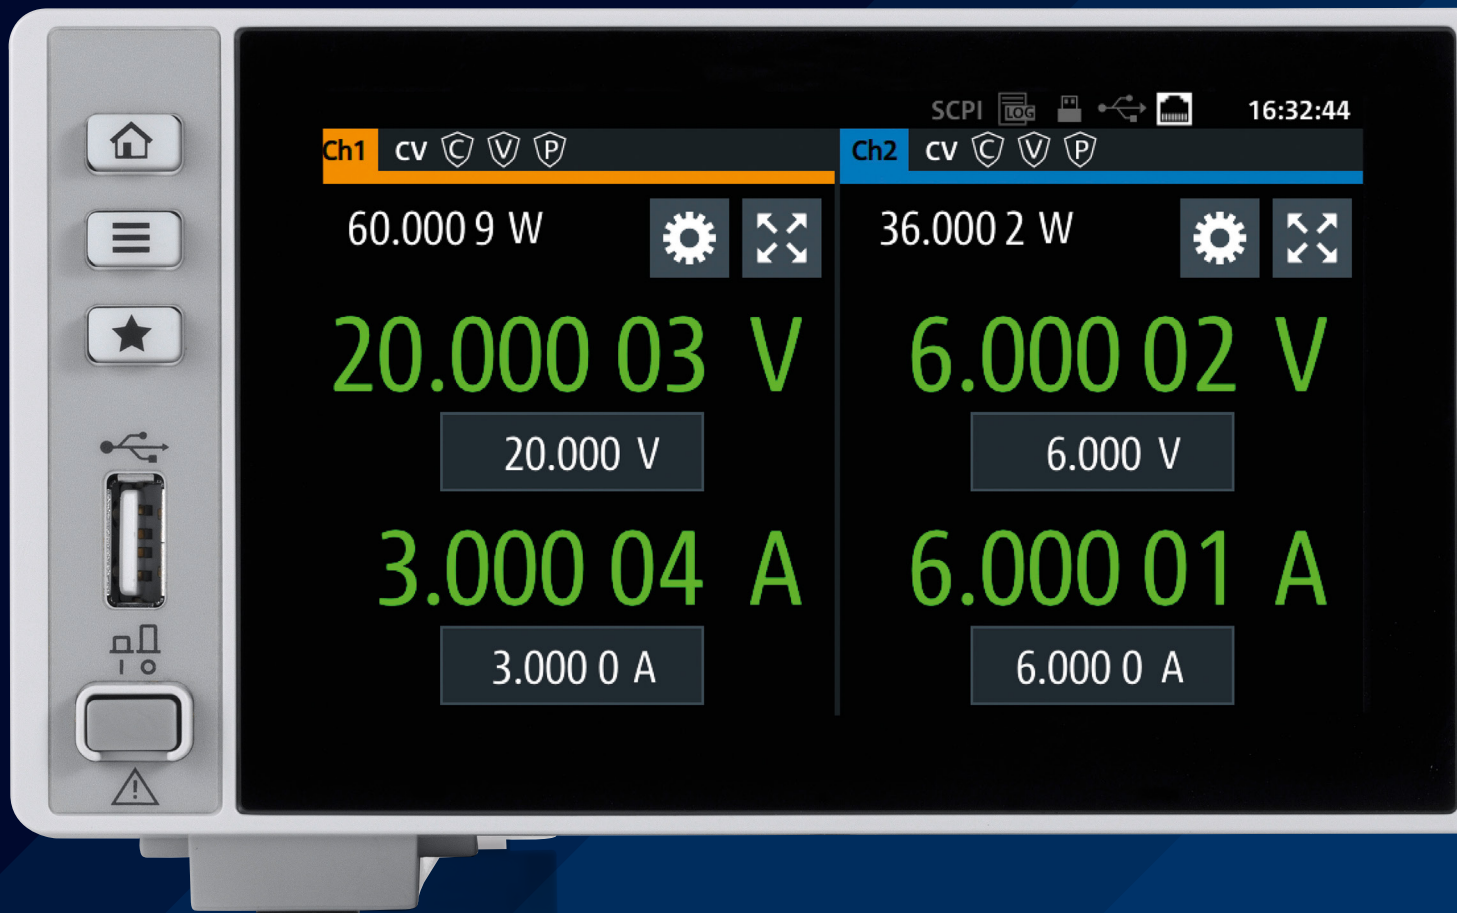 SCPI LOG 16:32:44
Ch1 CV C V P
Ch2 CV C V P
60.000 9 W
36.000 2 W
20.000 03 V
6.000 02 V
20.000 V
6.000 V
3.000 04 A
6.000 01 A
3.000 0 A
6.000 0 A